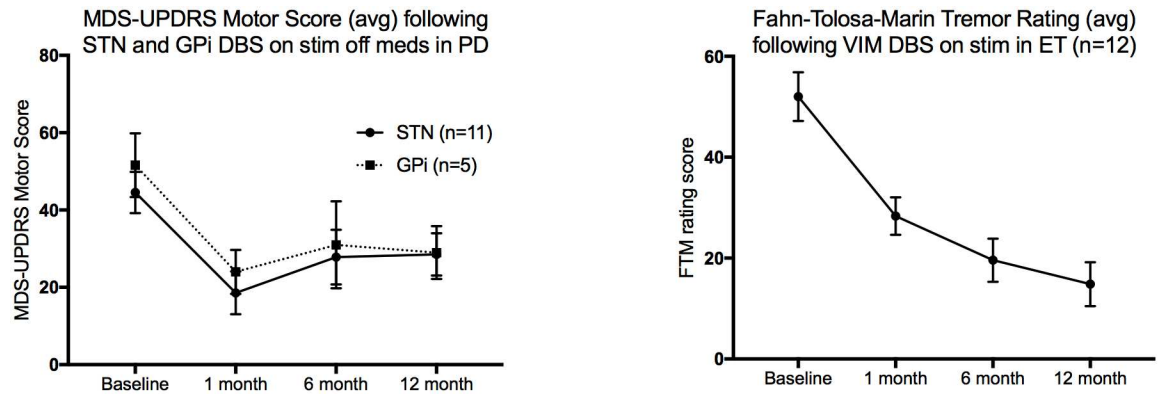 MDS-UPDRS Motor Score (avg) following
STN and GPi DBS on stim off meds in PD
80
60
40
20
0
MDS-UPDRS Motor Score
STN (n=11)
GPi (n=5)
Baseline
1 month
6 month
12 month
Fahn-Tolosa-Marin Tremor Rating (avg)
following VIM DBS on stim in ET (n=12)
60
40
20
0
FTM rating score
Baseline
1 month
6 month
12 month